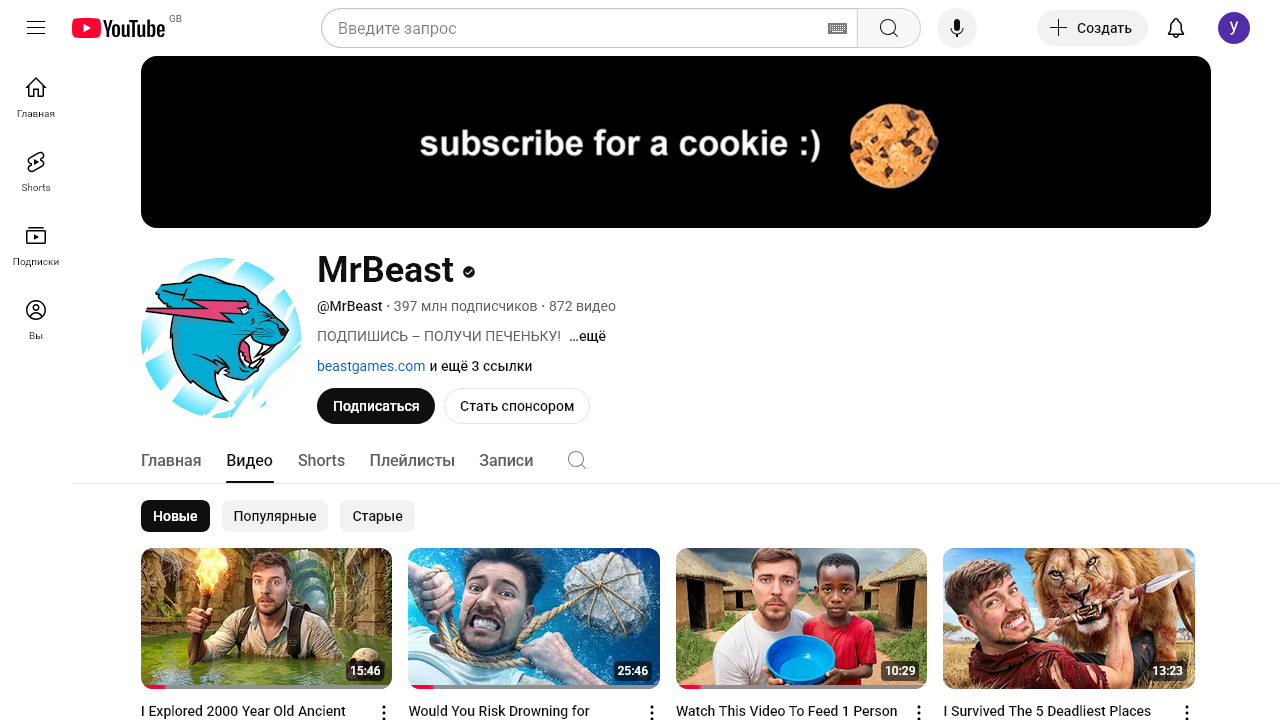 YouTube GB
Введите запрос
Создать
y
Главная
Shorts
Подписки
Вы
subscribe for a cookie :)
MrBeast
@MrBeast · 397 млн подписчиков · 872 видео
ПОДПИШИСЬ – ПОЛУЧИ ПЕЧЕНЬКУ! ...ещё
beastgames.com и ещё 3 ссылки
Подписаться Стать спонсором
Главная Видео Shorts Плейлисты Записи
Новые Популярные Старые
15:46 25:46 10:29 13:23
I Explored 2000 Year Old Ancient
Would You Risk Drowning for
Watch This Video To Feed 1 Person
I Survived The 5 Deadliest Places